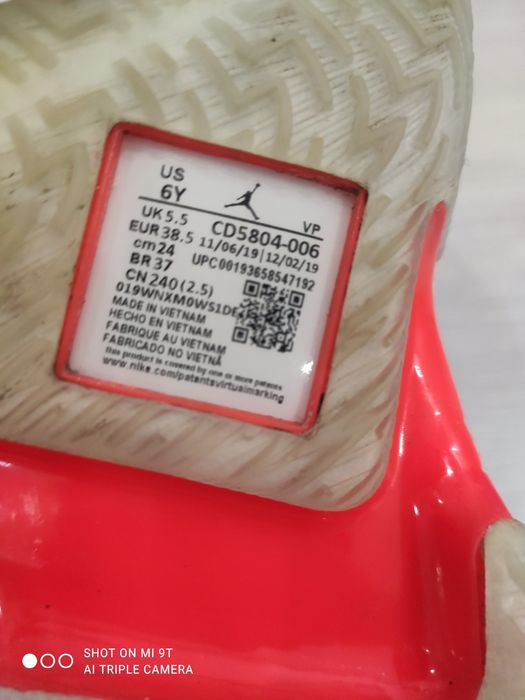 US
6Y
VP
UK 5.5
CD5804-006
EUR 38.5
11/06/19 | 12/02/19
cm 24
UPC00193658547192
BR 37
CN 240 (2.5)
019WNXM0WS1DE
MADE IN VIETNAM
HECHO EN VIETNAM
FABRIQUE AU VIETNAM
FABRICADO NO VIETNÃ
This product is covered by one or more patents
www.nike.com/patentsvirtualmarking
SHOT ON MI 9T
AI TRIPLE CAMERA